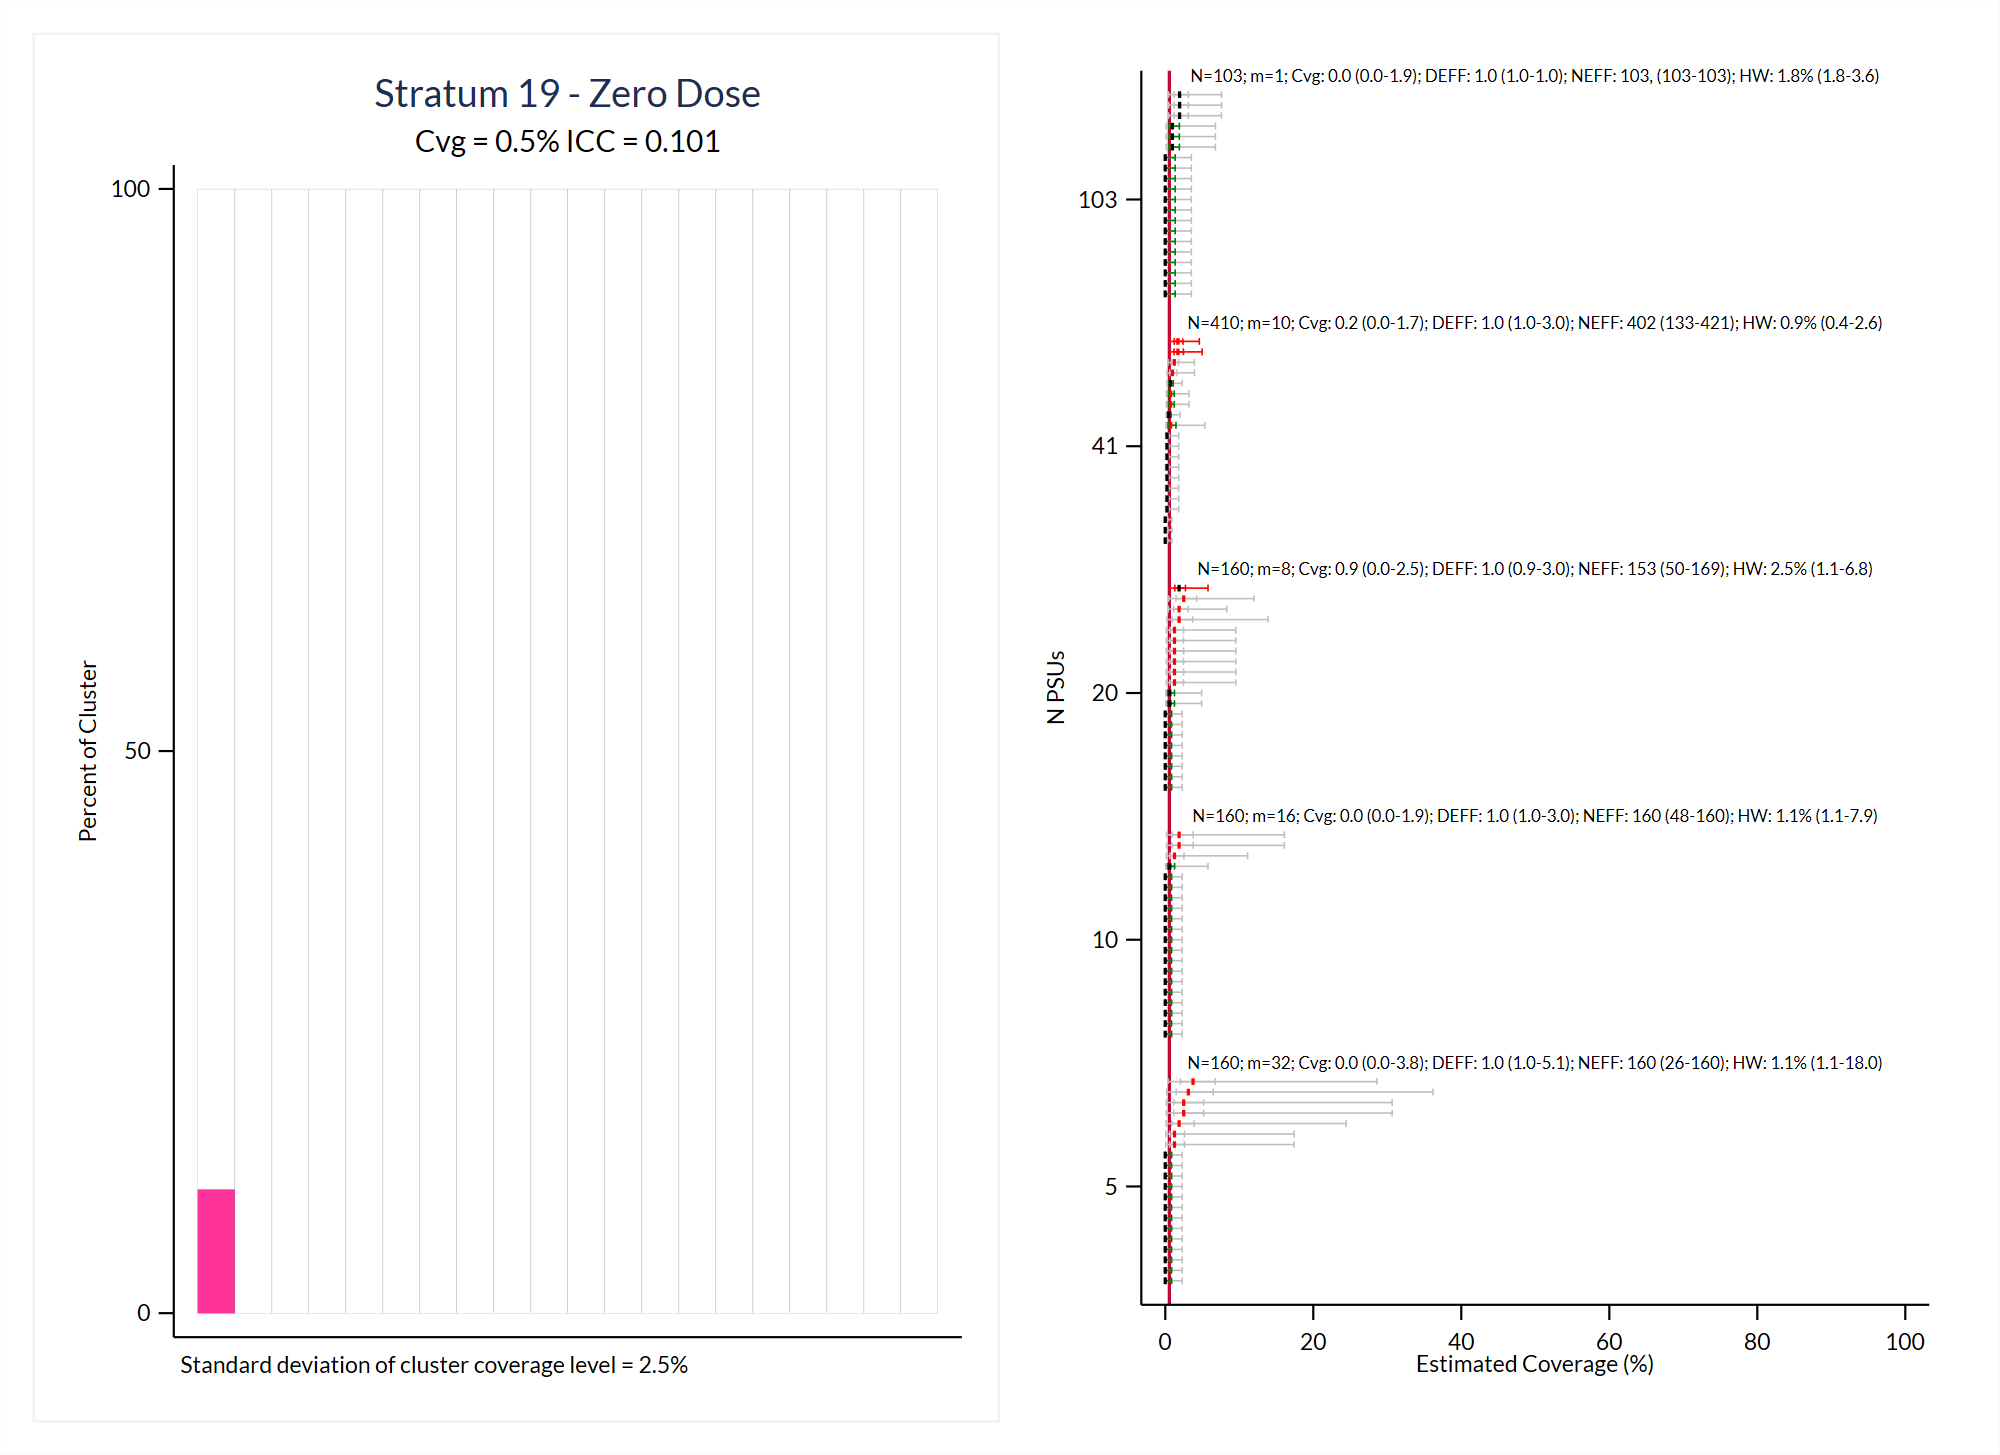 Stratum 19 - Zero Dose
Cvg = 0.5% ICC = 0.101
100
50
0
Percent of Cluster
Standard deviation of cluster coverage level = 2.5%
N=103; m=1; Cvg: 0.0 (0.0-1.9); DEFF: 1.0 (1.0-1.0); NEFF: 103, (103-103); HW: 1.8% (1.8-3.6)
103
N=410; m=10; Cvg: 0.2 (0.0-1.7); DEFF: 1.0 (1.0-3.0); NEFF: 402 (133-421); HW: 0.9% (0.4-2.6)
41
N=160; m=8; Cvg: 0.9 (0.0-2.5); DEFF: 1.0 (0.9-3.0); NEFF: 153 (50-169); HW: 2.5% (1.1-6.8)
20
N PSUs
N=160; m=16; Cvg: 0.0 (0.0-1.9); DEFF: 1.0 (1.0-3.0); NEFF: 160 (48-160); HW: 1.1% (1.1-7.9)
10
N=160; m=32; Cvg: 0.0 (0.0-3.8); DEFF: 1.0 (1.0-5.1); NEFF: 160 (26-160); HW: 1.1% (1.1-18.0)
5
0 20 40 60 80 100
Estimated Coverage (%)